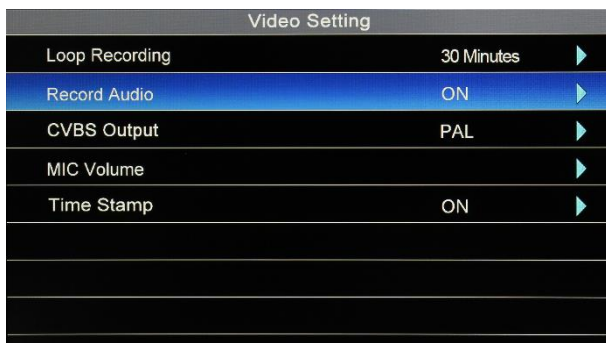 Video Setting
Loop Recording 30 Minutes
Record Audio ON
CVBS Output PAL
MIC Volume
Time Stamp ON